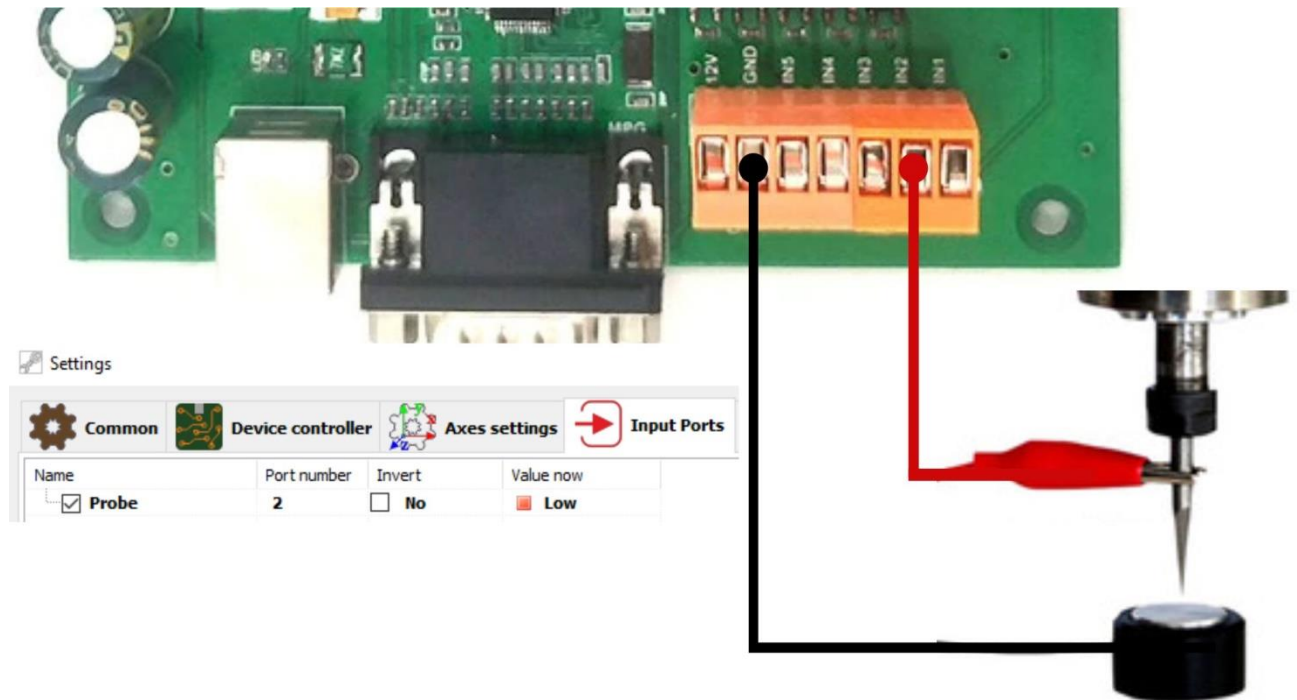 12V
GND
IN5
IN4
IN3
IN2
IN1
MPG
Settings
Common
Device controller
Axes settings
Input Ports
Name Port number Invert Value now
Probe 2 No Low